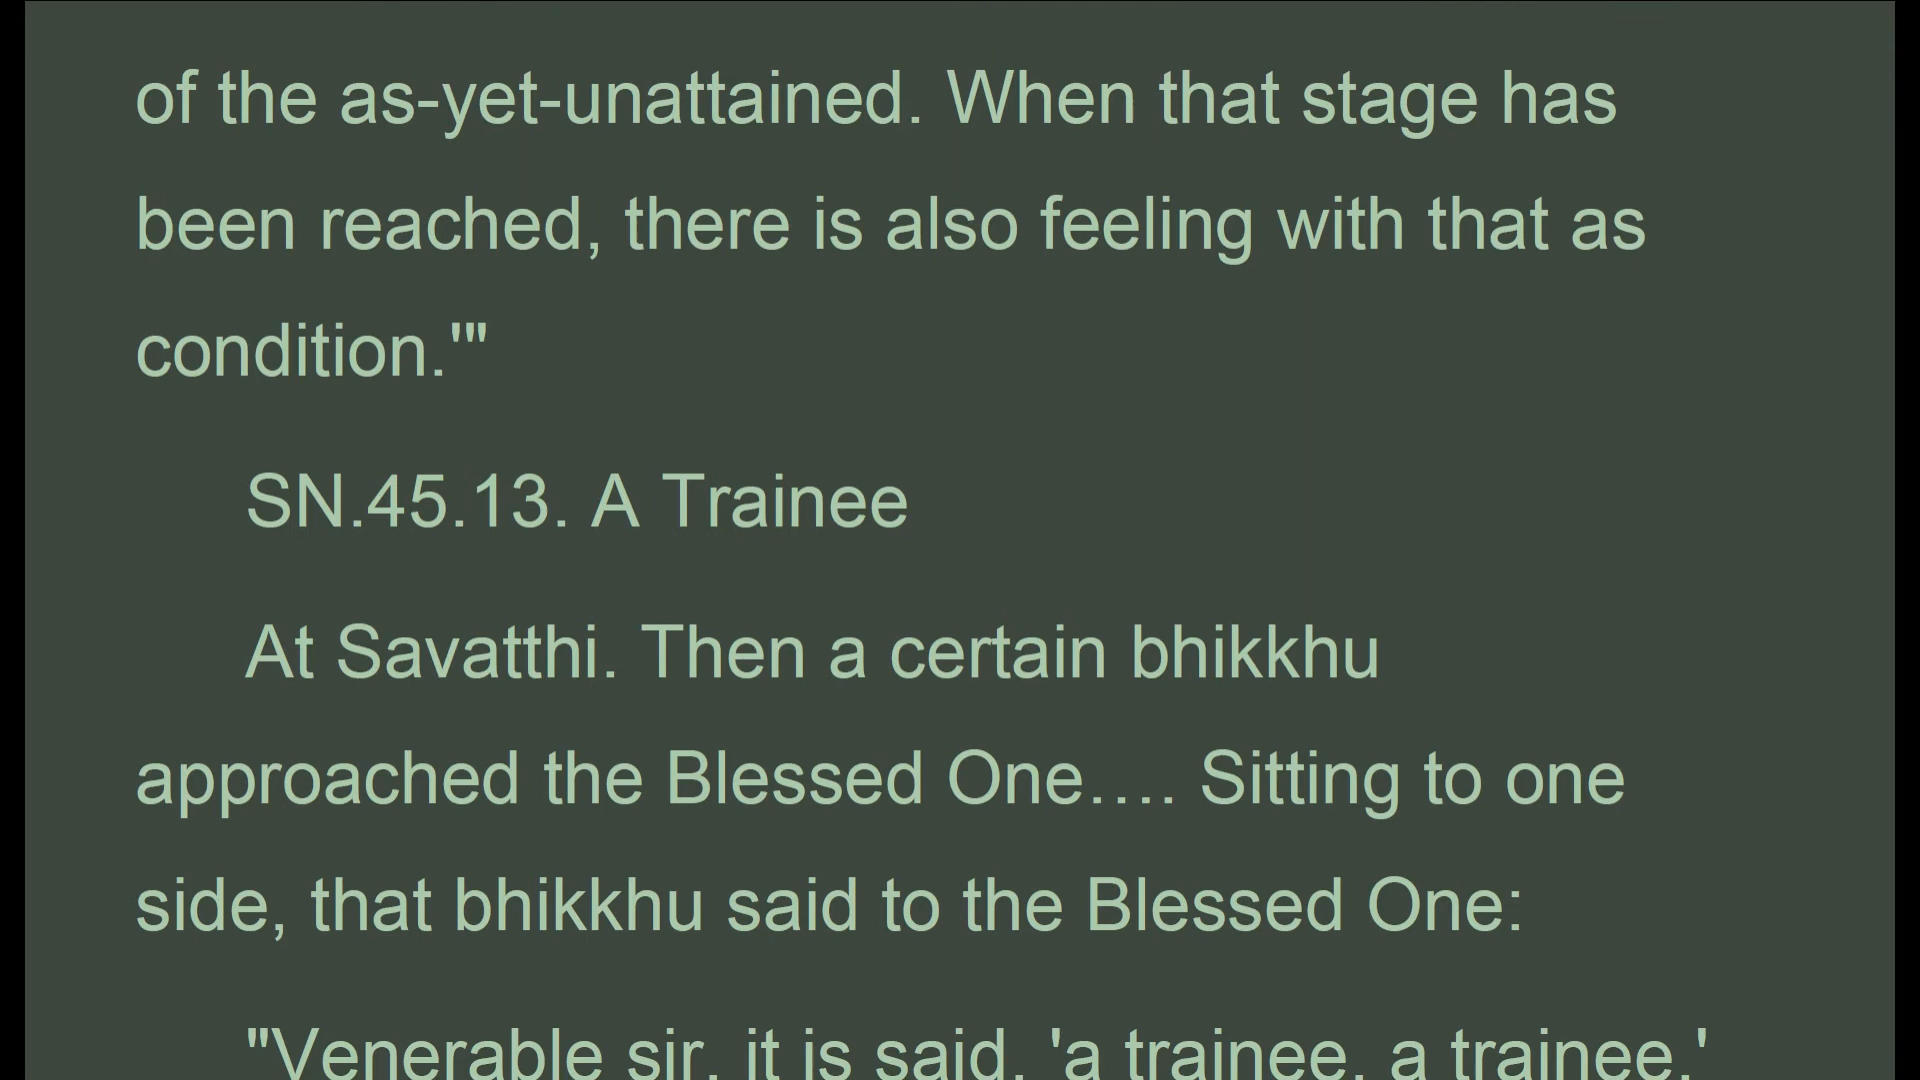 of the as-yet-unattained. When that stage has
been reached, there is also feeling with that as
condition.'"
SN.45.13. A Trainee
At Savatthi. Then a certain bhikkhu
approached the Blessed One…. Sitting to one
side, that bhikkhu said to the Blessed One:
"Venerable sir, it is said, 'a trainee, a trainee.'